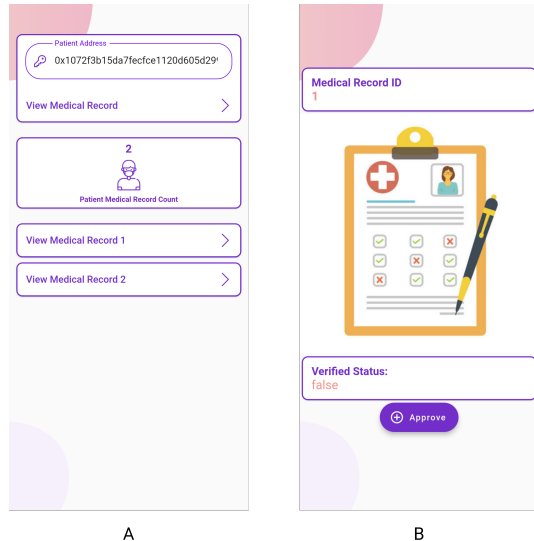 Patient Address
0x1072f3b15da7fecfce1120d605d29
View Medical Record
2
Patient Medical Record Count
View Medical Record 1
View Medical Record 2
A
Medical Record ID
1
Verified Status:
false
Approve
B